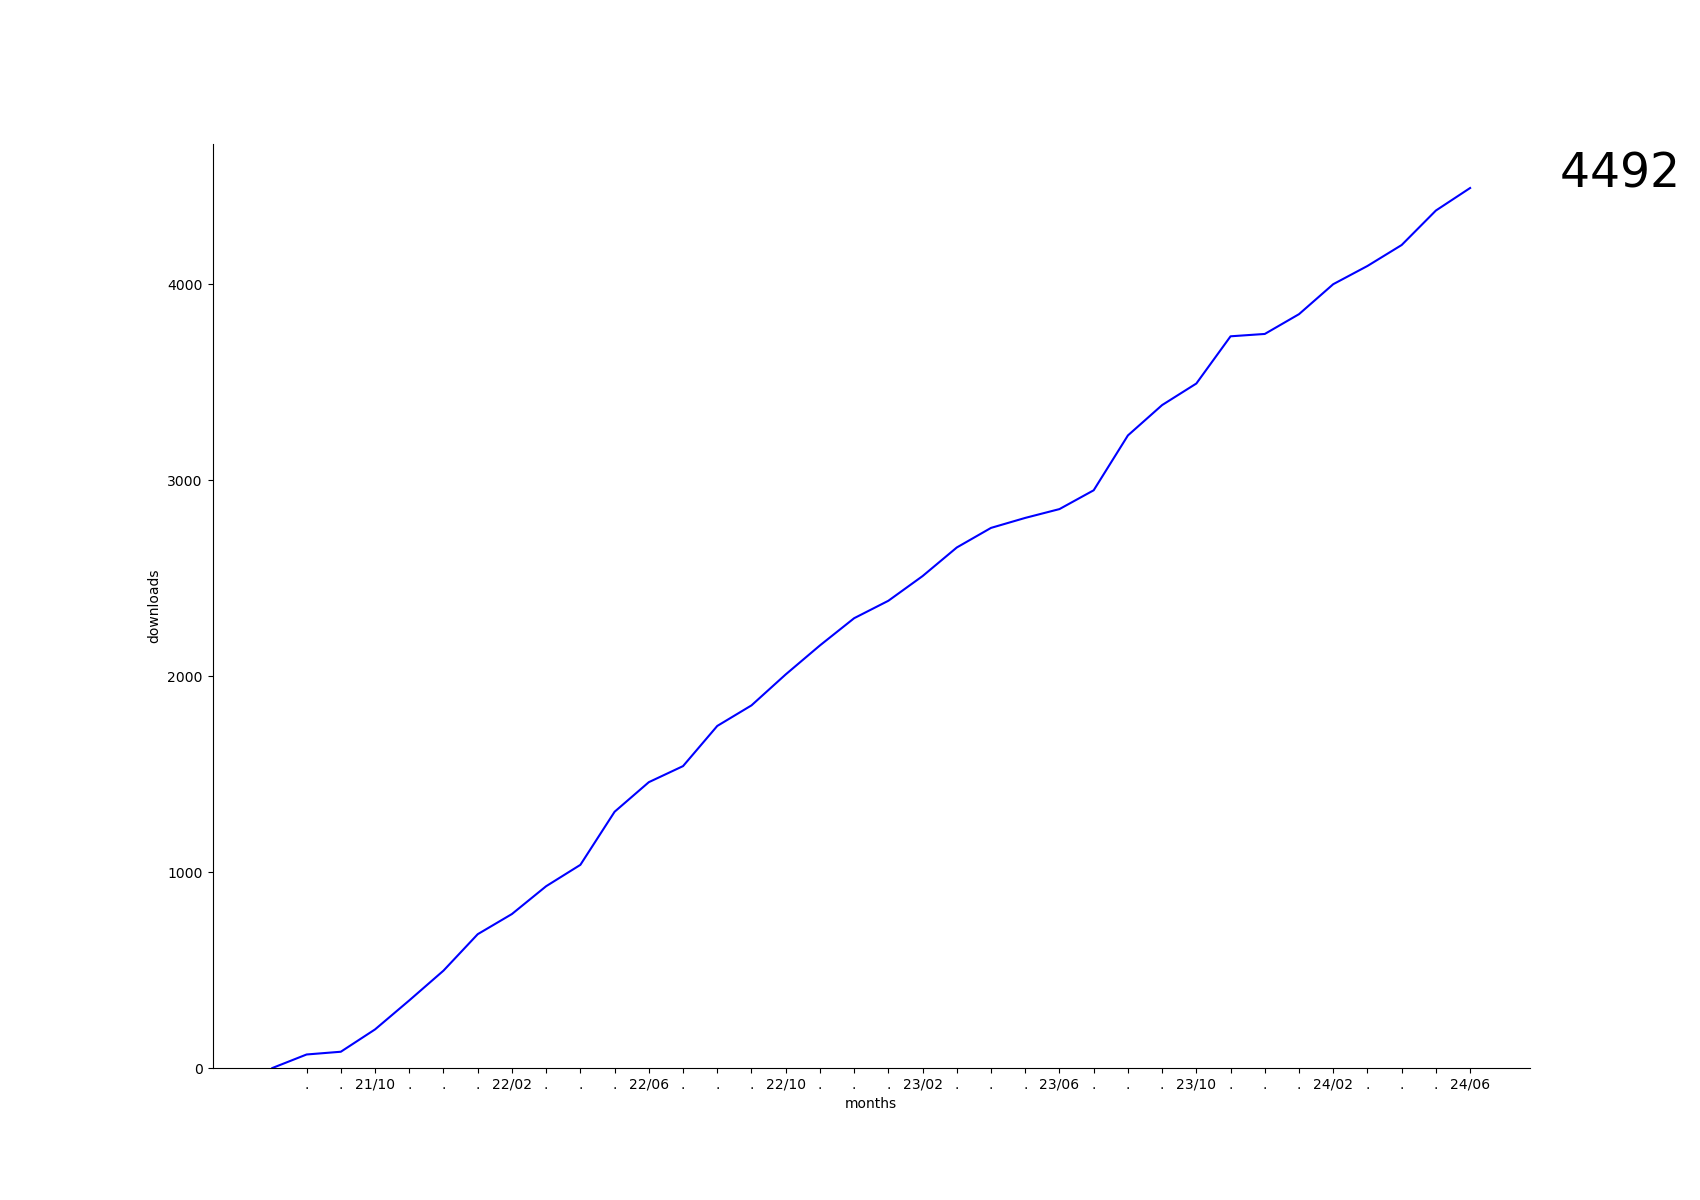 4492
4000
3000
downloads
2000
1000
0
. . 21/10 . . . 22/02 . . . 22/06 . . . 22/10 . . . 23/02 . . . 23/06 . . . 23/10 . . . 24/02 . . . 24/06
months